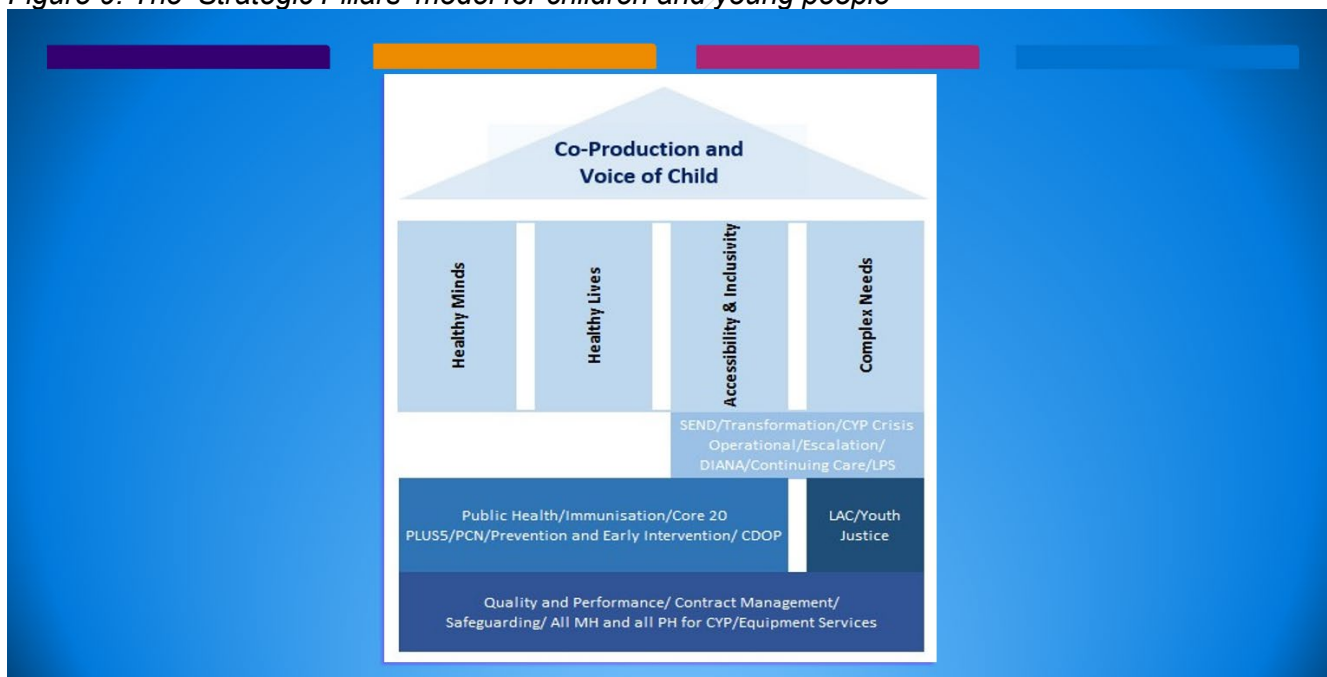 The 'Strategic Pillars' model for children and young people
Co-Production and
Voice of Child
Healthy Minds
Healthy Lives
Accessibility & Inclusivity
Complex Needs
SEND/Transformation/CYP Crisis
Operational/Escalation/
DIANA/Continuing Care/LPS
Public Health/Immunisation/Core 20
PLUS5/PCN/Prevention and Early Intervention/ CDOP
LAC/Youth
Justice
Quality and Performance/ Contract Management/
Safeguarding/ All MH and all PH for CYP/Equipment Services